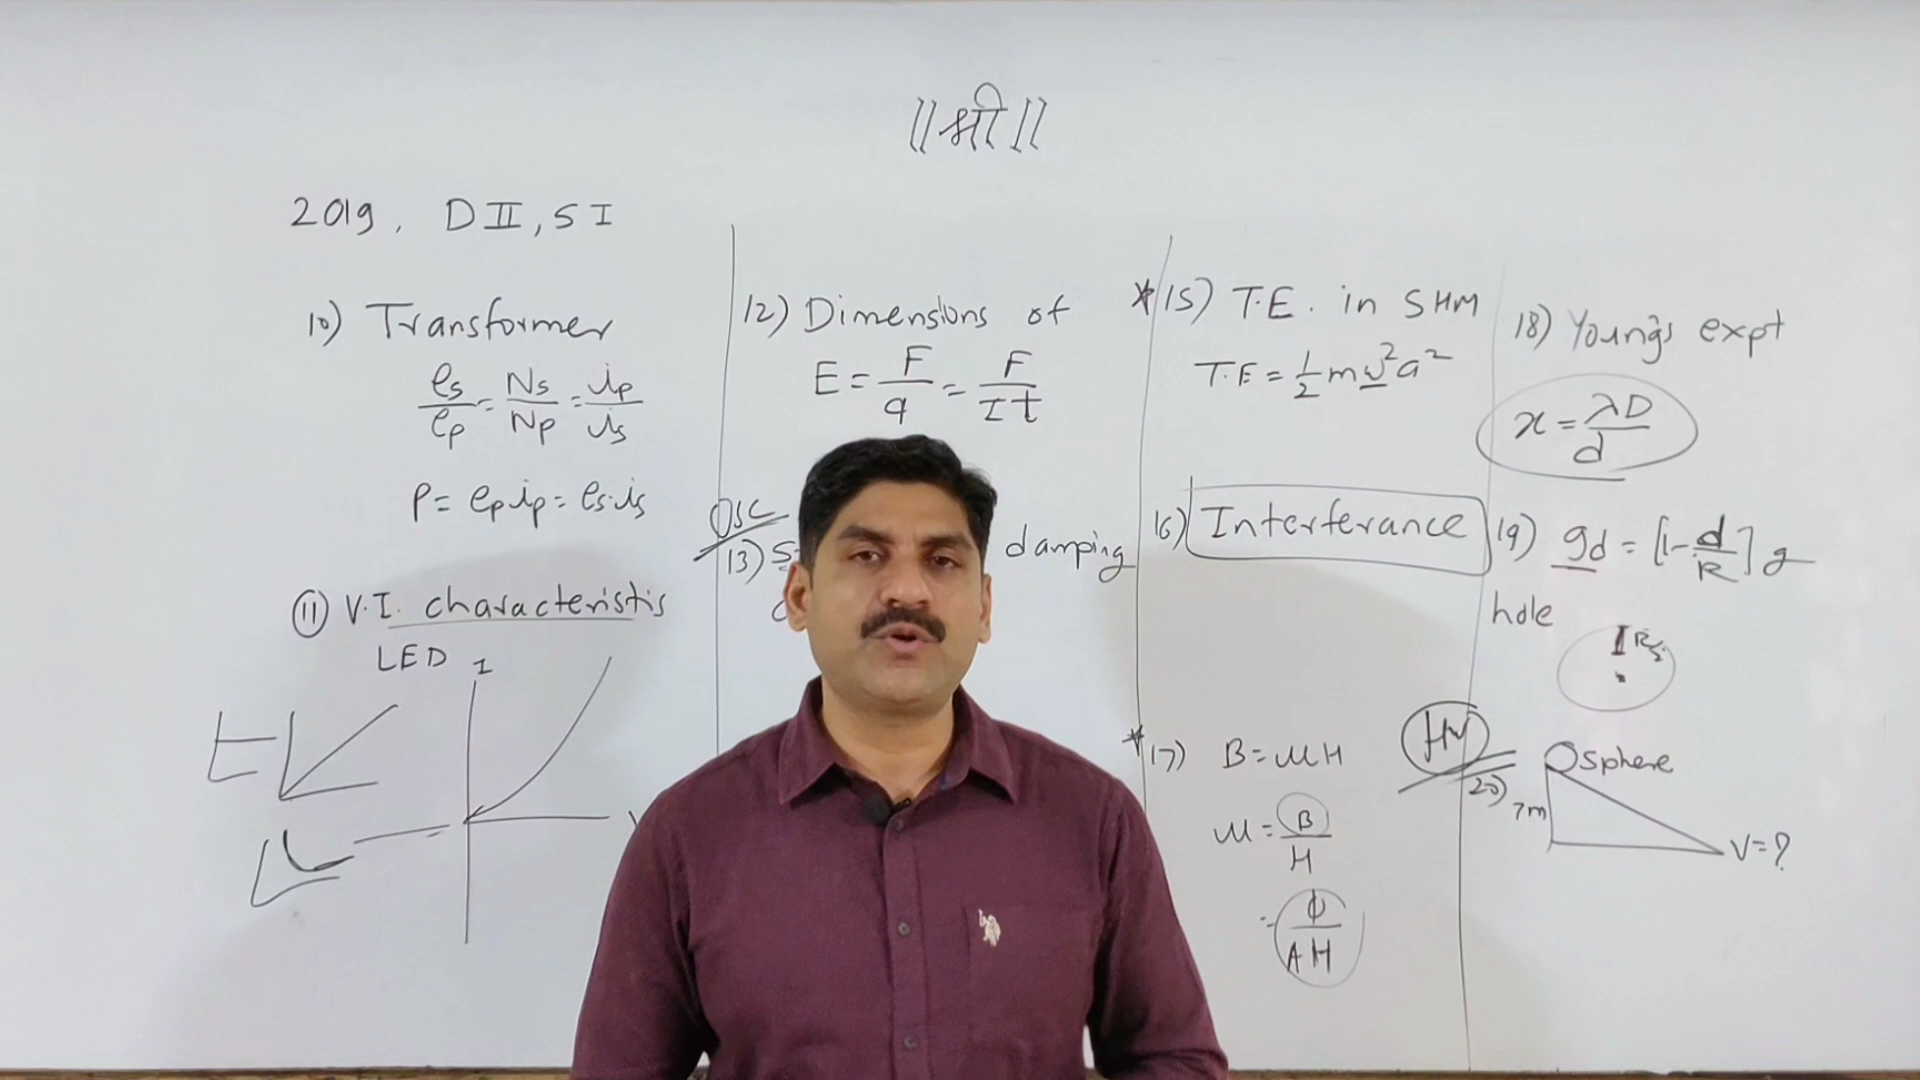 ॥ श्री ॥
2019, D II, S I
10) Transformer
es/ep = Ns/Np = ip/is
P = ep ip = es.is
11) V.I. characteristis
LED I
12) Dimensions of
E = F/q = F/It
OSC
13) damping
*15) T.E. in SHM
T.E = 1/2 mω²a²
16) Interferance
*17) B = μH
μ = B/H
= Φ/AH
18) Young's expt
x = λD/d
19) gd = [1 - d/R] g
hole
HW
20) sphere
7m
V = ?